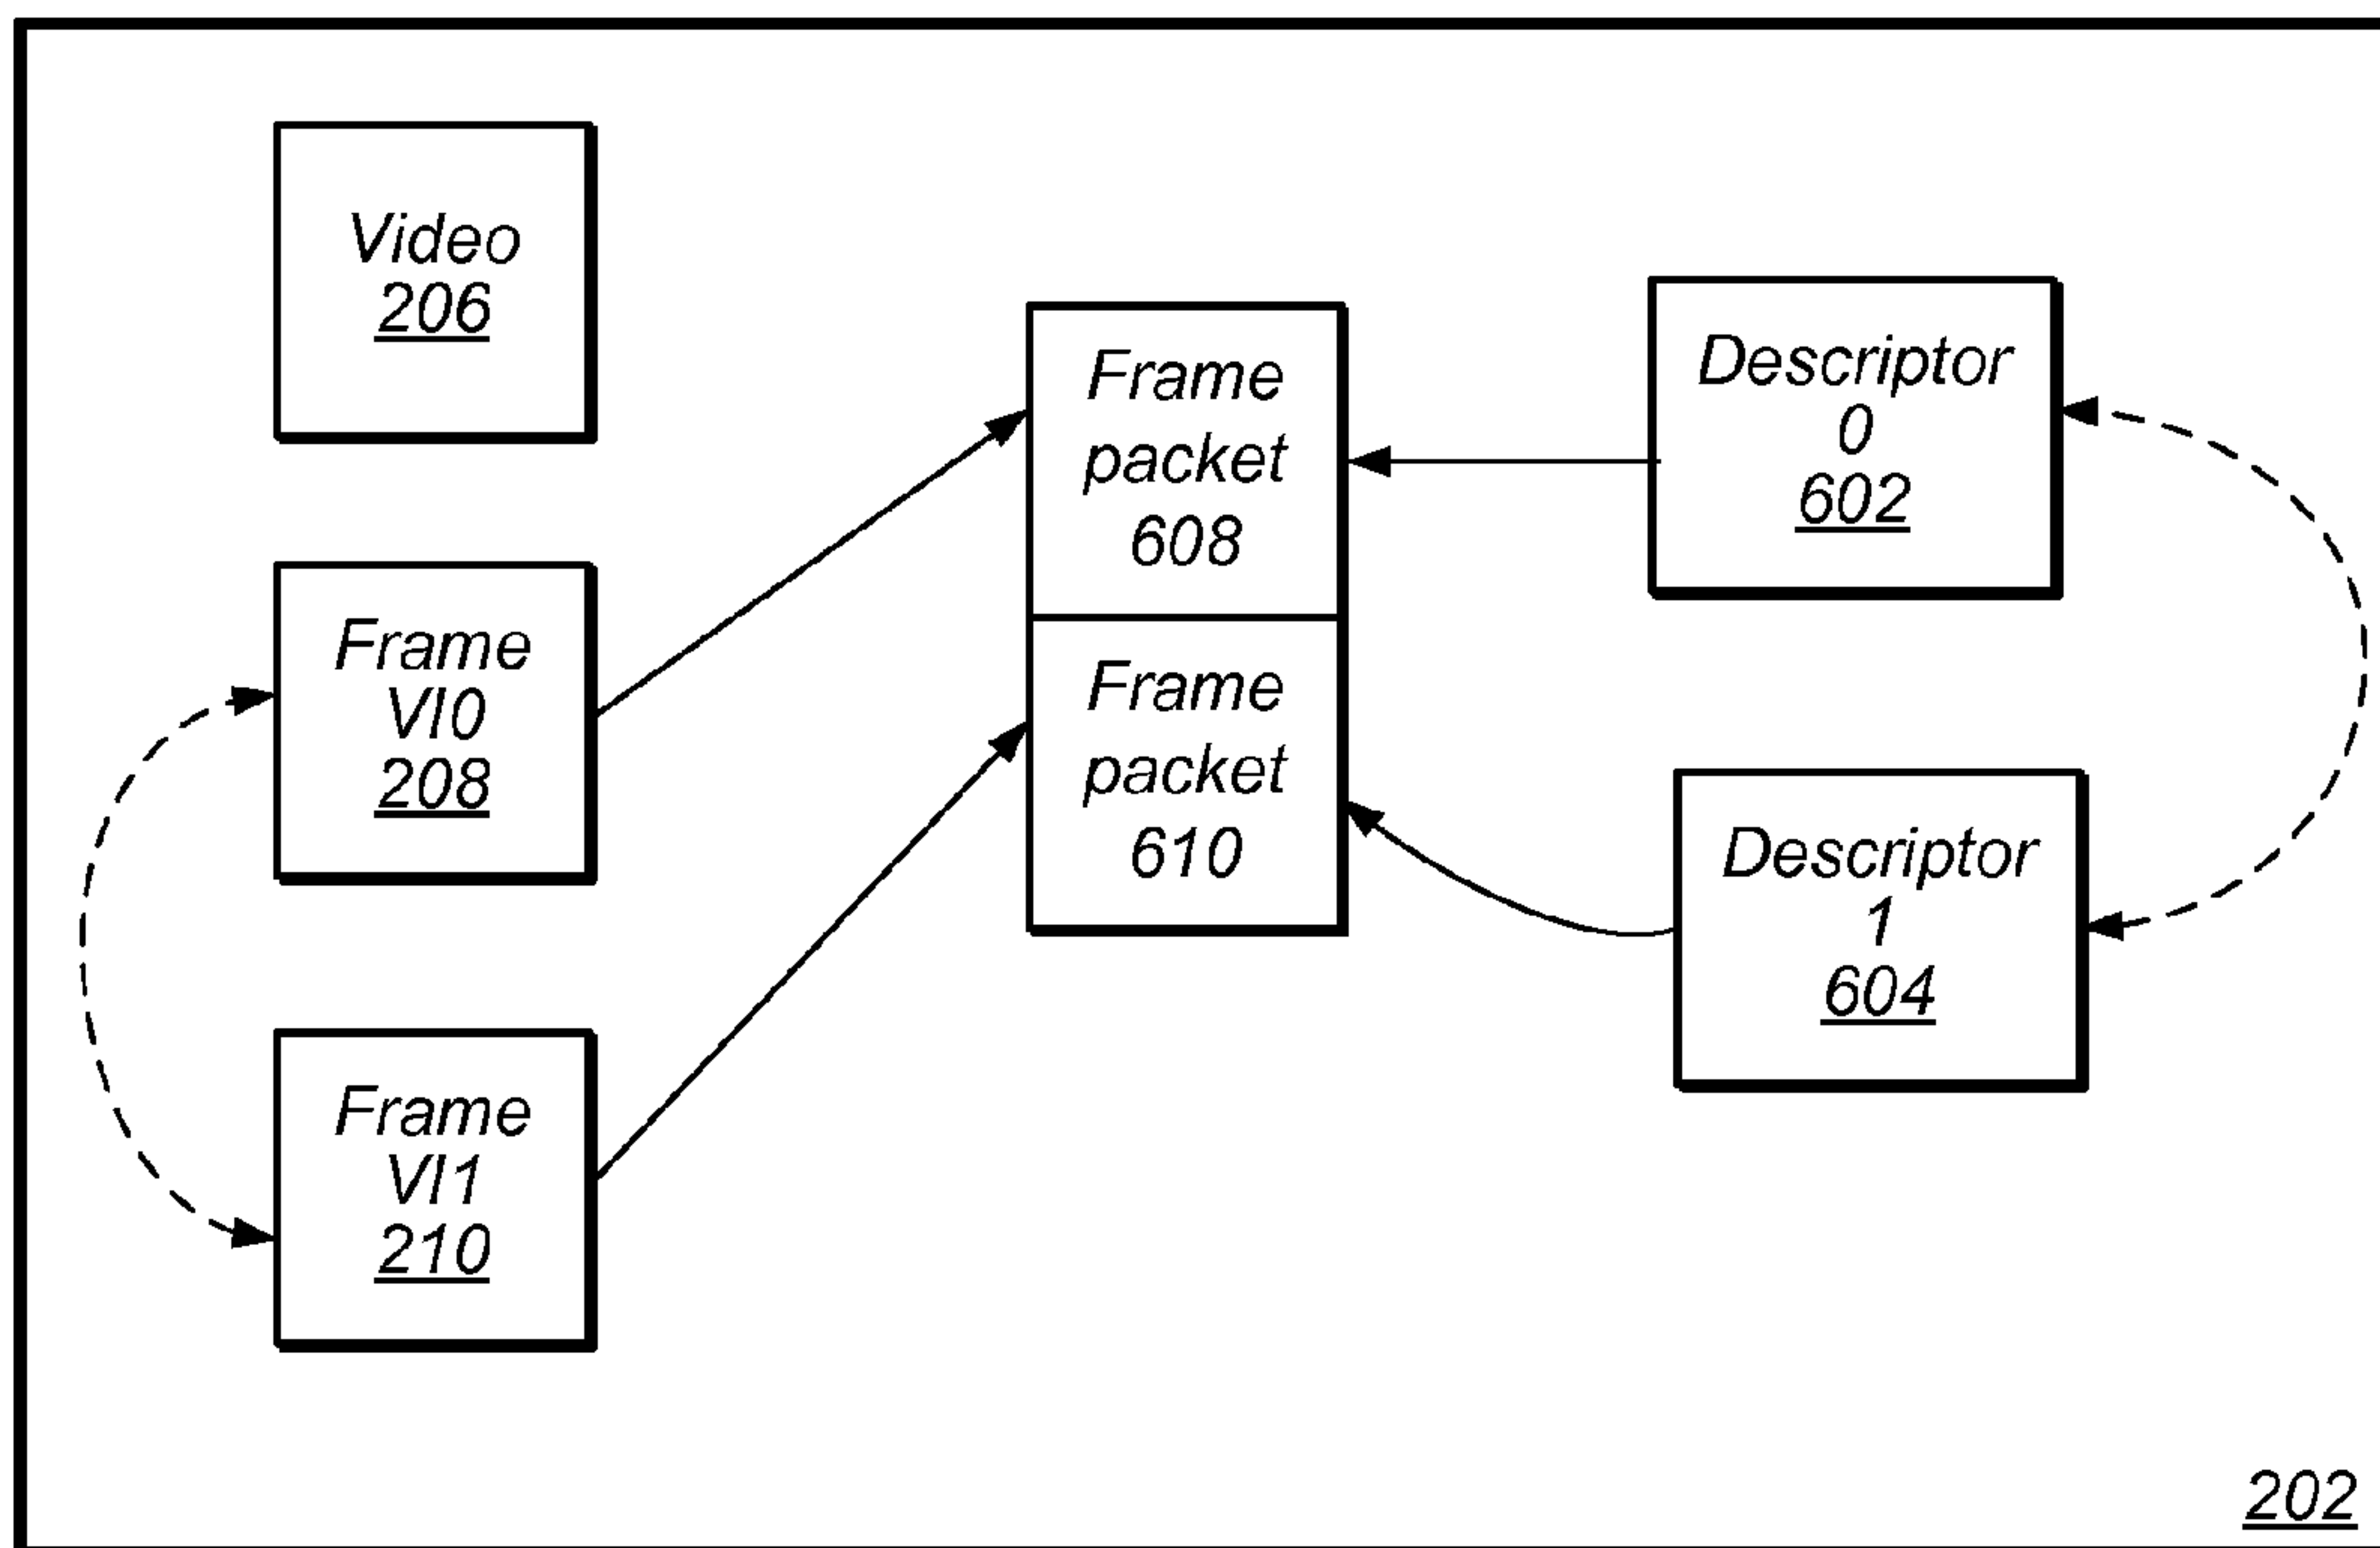 Video
206
Frame
VI0
208
Frame
VI1
210
Frame
packet
608
Frame
packet
610
Descriptor
0
602
Descriptor
1
604
202